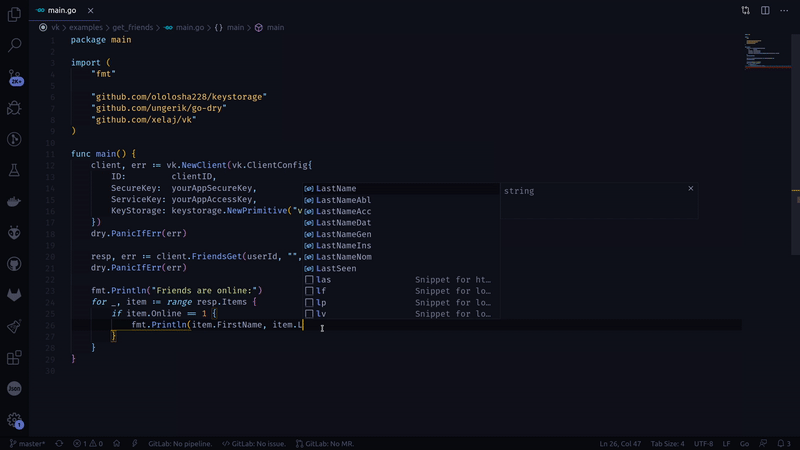 main.go
vk > examples > get_friends > main.go > {} main > main
1 package main
2
3 import (
4 "fmt"
5
6 "github.com/ololosha228/keystorage"
7 "github.com/ungerik/go-dry"
8 "github.com/xelaj/vk"
9 )
10
11 func main() {
12 client, err := vk.NewClient(vk.ClientConfig{
13 ID: clientID,
14 SecureKey: yourAppSecureKey,
15 ServiceKey: yourAppAccessKey,
16 KeyStorage: keystorage.NewPrimitive("v
17 })
18 dry.PanicIfErr(err)
19
20 resp, err := client.FriendsGet(userId, "",
21 dry.PanicIfErr(err)
22
23 fmt.Println("Friends are online:")
24 for _, item := range resp.Items {
25 if item.Online == 1 {
26 fmt.Println(item.FirstName, item.L
27 }
28 }
29 }
30
LastName
LastNameAbl
LastNameAcc
LastNameDat
LastNameGen
LastNameIns
LastNameNom
LastSeen
las Snippet for ht…
lf Snippet for lo…
lp Snippet for lo…
lv Snippet for lo…
string
2K+
Json
1
master* 1 0 GitLab: No pipeline. GitLab: No issue. GitLab: No MR. Ln 26, Col 47 Tab Size: 4 UTF-8 LF Go 3